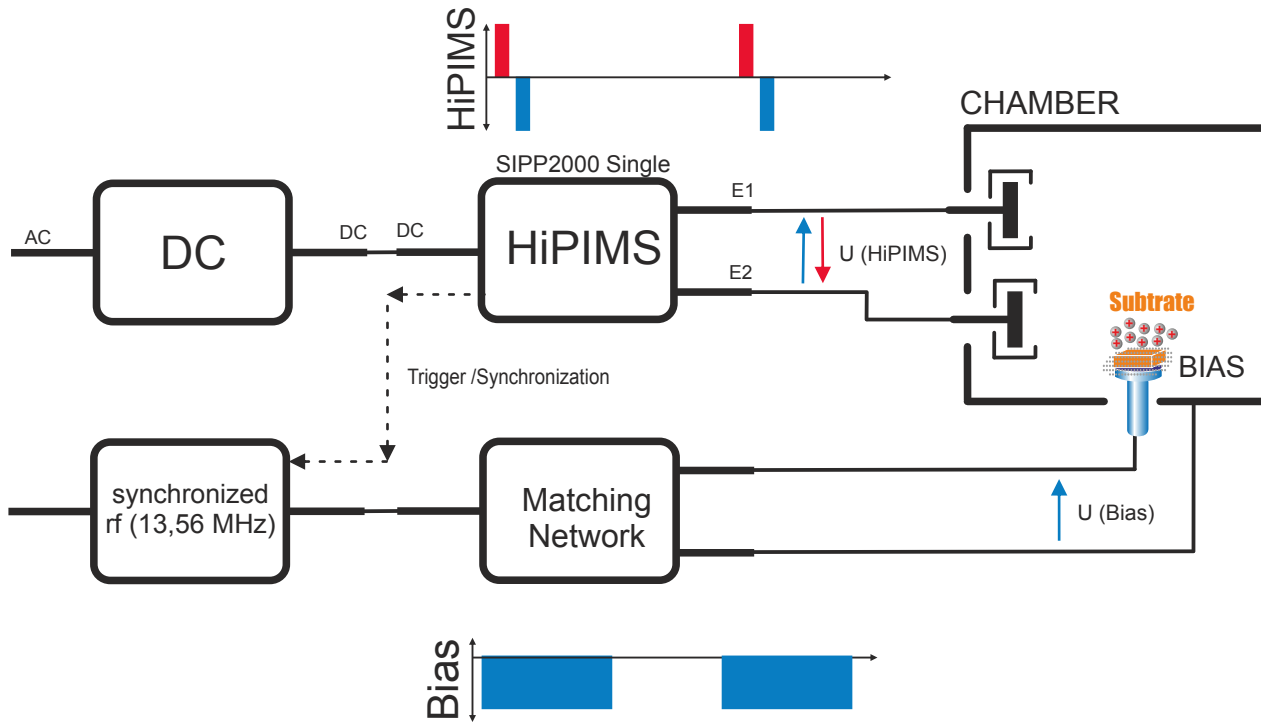 HiPIMS
CHAMBER
SIPP2000 Single
E1
AC
DC
DC
DC
HiPIMS
U (HiPIMS)
E2
Subtrate
BIAS
Trigger /Synchronization
synchronized
rf (13,56 MHz)
Matching
Network
U (Bias)
Bias